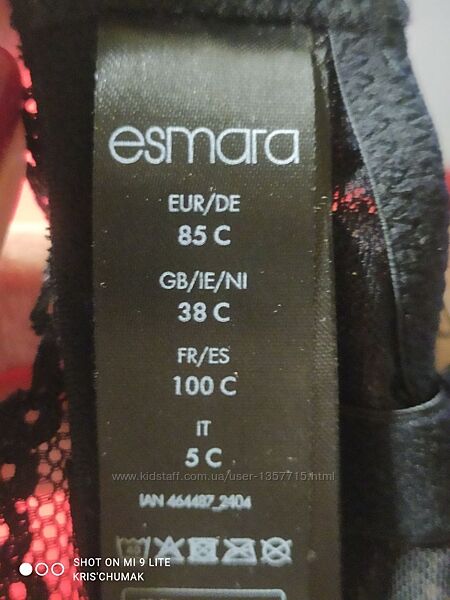 esmara
EUR/DE
85 C
GB/IE/NI
38 C
FR/ES
100 C
IT
5 C
www.kidstaff.com.ua/user-1357715.html
IAN 464487_2404
SHOT ON MI 9 LITE
KRIS'CHUMAK